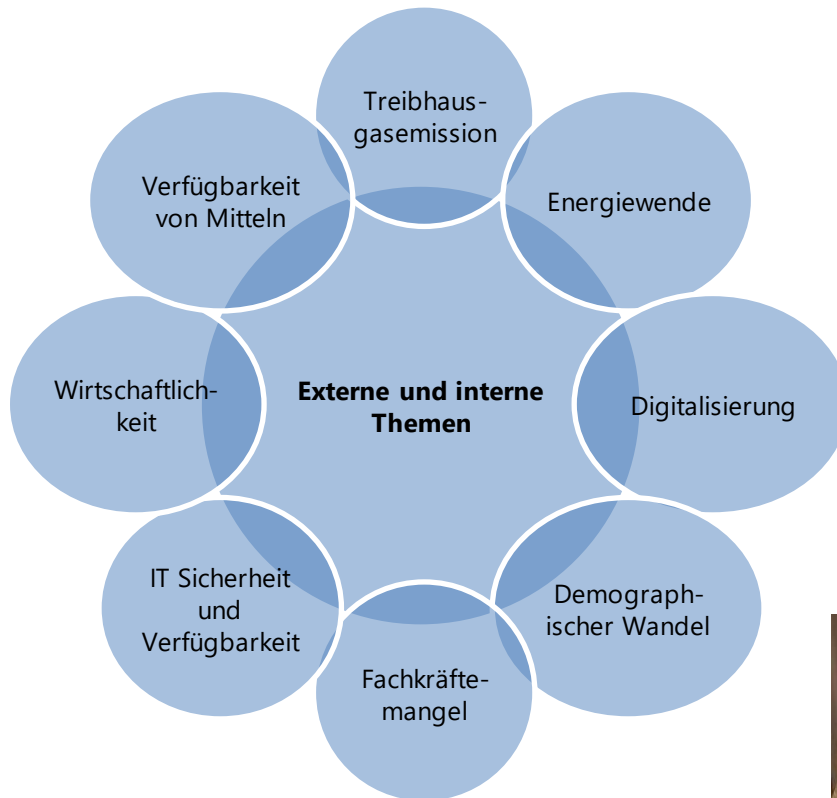 Treibhaus-
gasemission
Energiewende
Digitalisierung
Demograph-
ischer Wandel
Fachkräfte-
mangel
IT Sicherheit
und
Verfügbarkeit
Wirtschaftlich-
keit
Verfügbarkeit
von Mitteln
Externe und interne
Themen